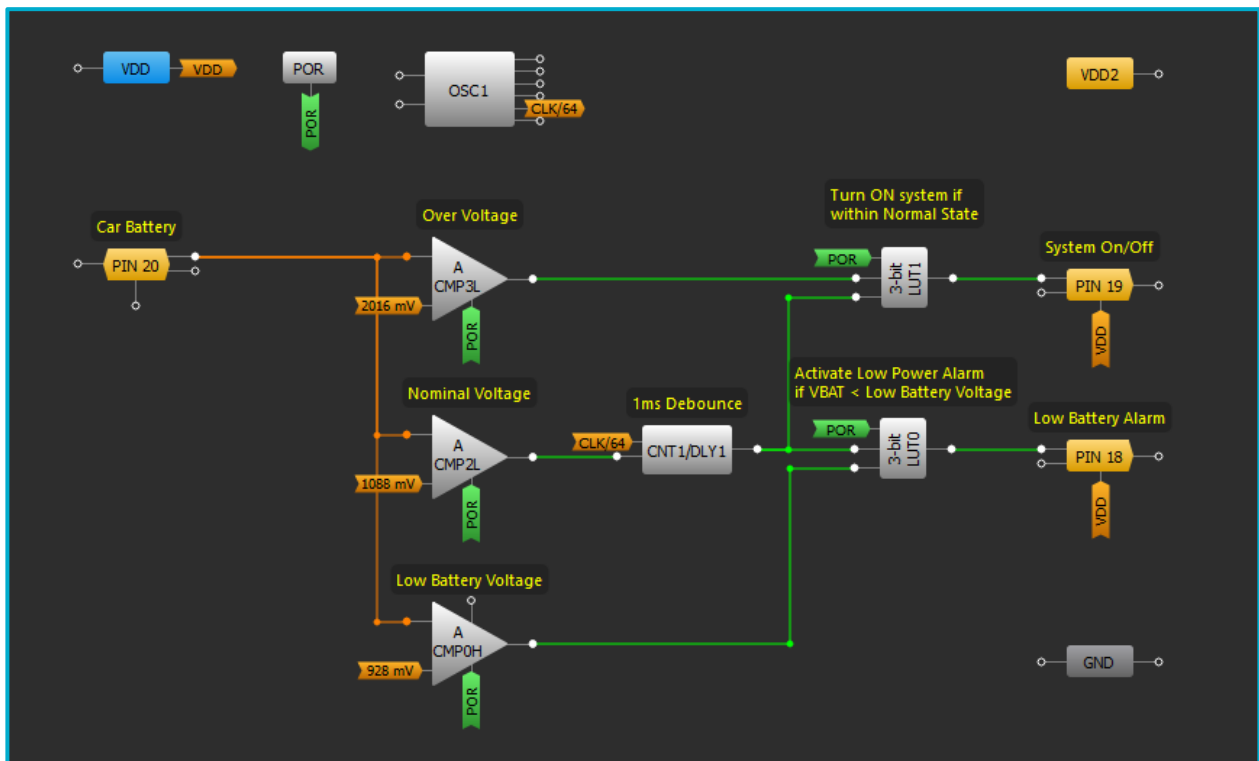 VDD
VDD
POR
POR
OSC1
CLK/64
VDD2
Turn ON system if
within Normal State
Car Battery
Over Voltage
System On/Off
PIN 20
A
CMP3L
POR
3-bit
LUT1
PIN 19
2016 mV
POR
VDD
Nominal Voltage
1ms Debounce
Activate Low Power Alarm
if VBAT < Low Battery Voltage
Low Battery Alarm
A
CMP2L
CLK/64
CNT1/DLY1
POR
3-bit
LUT0
PIN 18
1088 mV
POR
VDD
Low Battery Voltage
A
CMP0H
928 mV
POR
GND